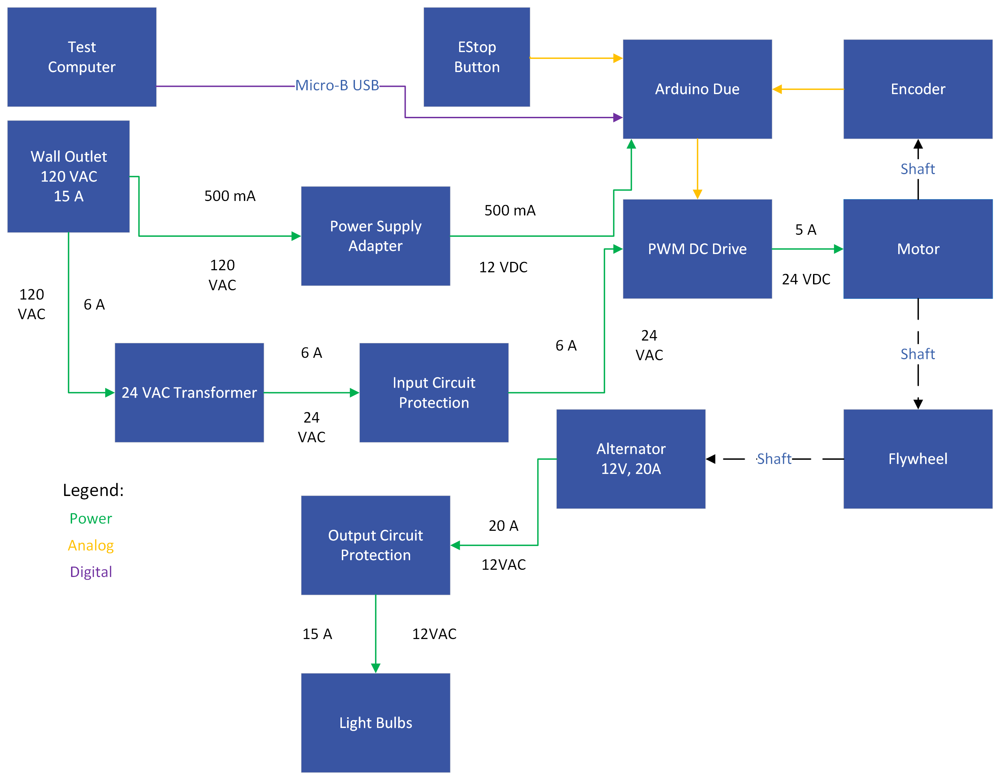 Test
Computer
EStop
Button
Arduino Due
Encoder
Micro-B USB
Wall Outlet
120 VAC
15 A
Shaft
500 mA
500 mA
Power Supply
Adapter
PWM DC Drive
5 A
Motor
120
VAC
12 VDC
24 VDC
120
VAC
6 A
24 VAC Transformer
6 A
24
VAC
Input Circuit
Protection
6 A
24
VAC
Shaft
Alternator
12V, 20A
Shaft
Flywheel
Legend:
Power
Analog
Digital
Output Circuit
Protection
20 A
12VAC
15 A
12VAC
Light Bulbs